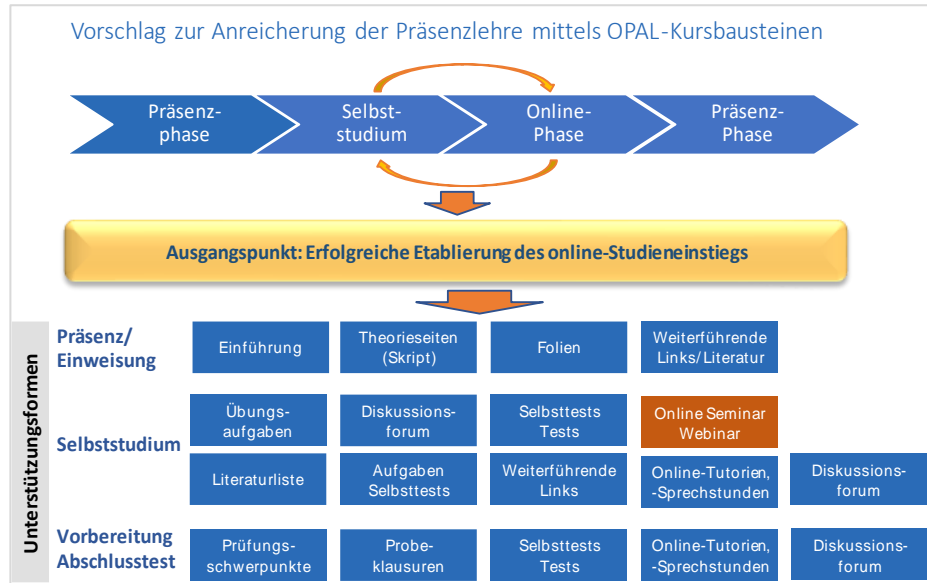 Vorschlag zur Anreicherung der Präsenzlehre mittels OPAL-Kursbausteinen
Präsenz-
phase
Selbst-
studium
Online-
Phase
Präsenz-
Phase
Ausgangspunkt: Erfolgreiche Etablierung des online-Studieneinstiegs
Unterstützungsformen
Präsenz/
Einweisung
Einführung
Theorieseiten
(Skript)
Folien
Weiterführende
Links/Literatur
Selbststudium
Übungs-
aufgaben
Diskussions-
forum
Selbsttests
Tests
Online Seminar
Webinar
Literaturliste
Aufgaben
Selbsttests
Weiterführende
Links
Online-Tutorien,
-Sprechstunden
Diskussions-
forum
Vorbereitung
Abschlusstest
Prüfungs-
schwerpunkte
Probe-
klausuren
Selbsttests
Tests
Online-Tutorien,
-Sprechstunden
Diskussions-
forum